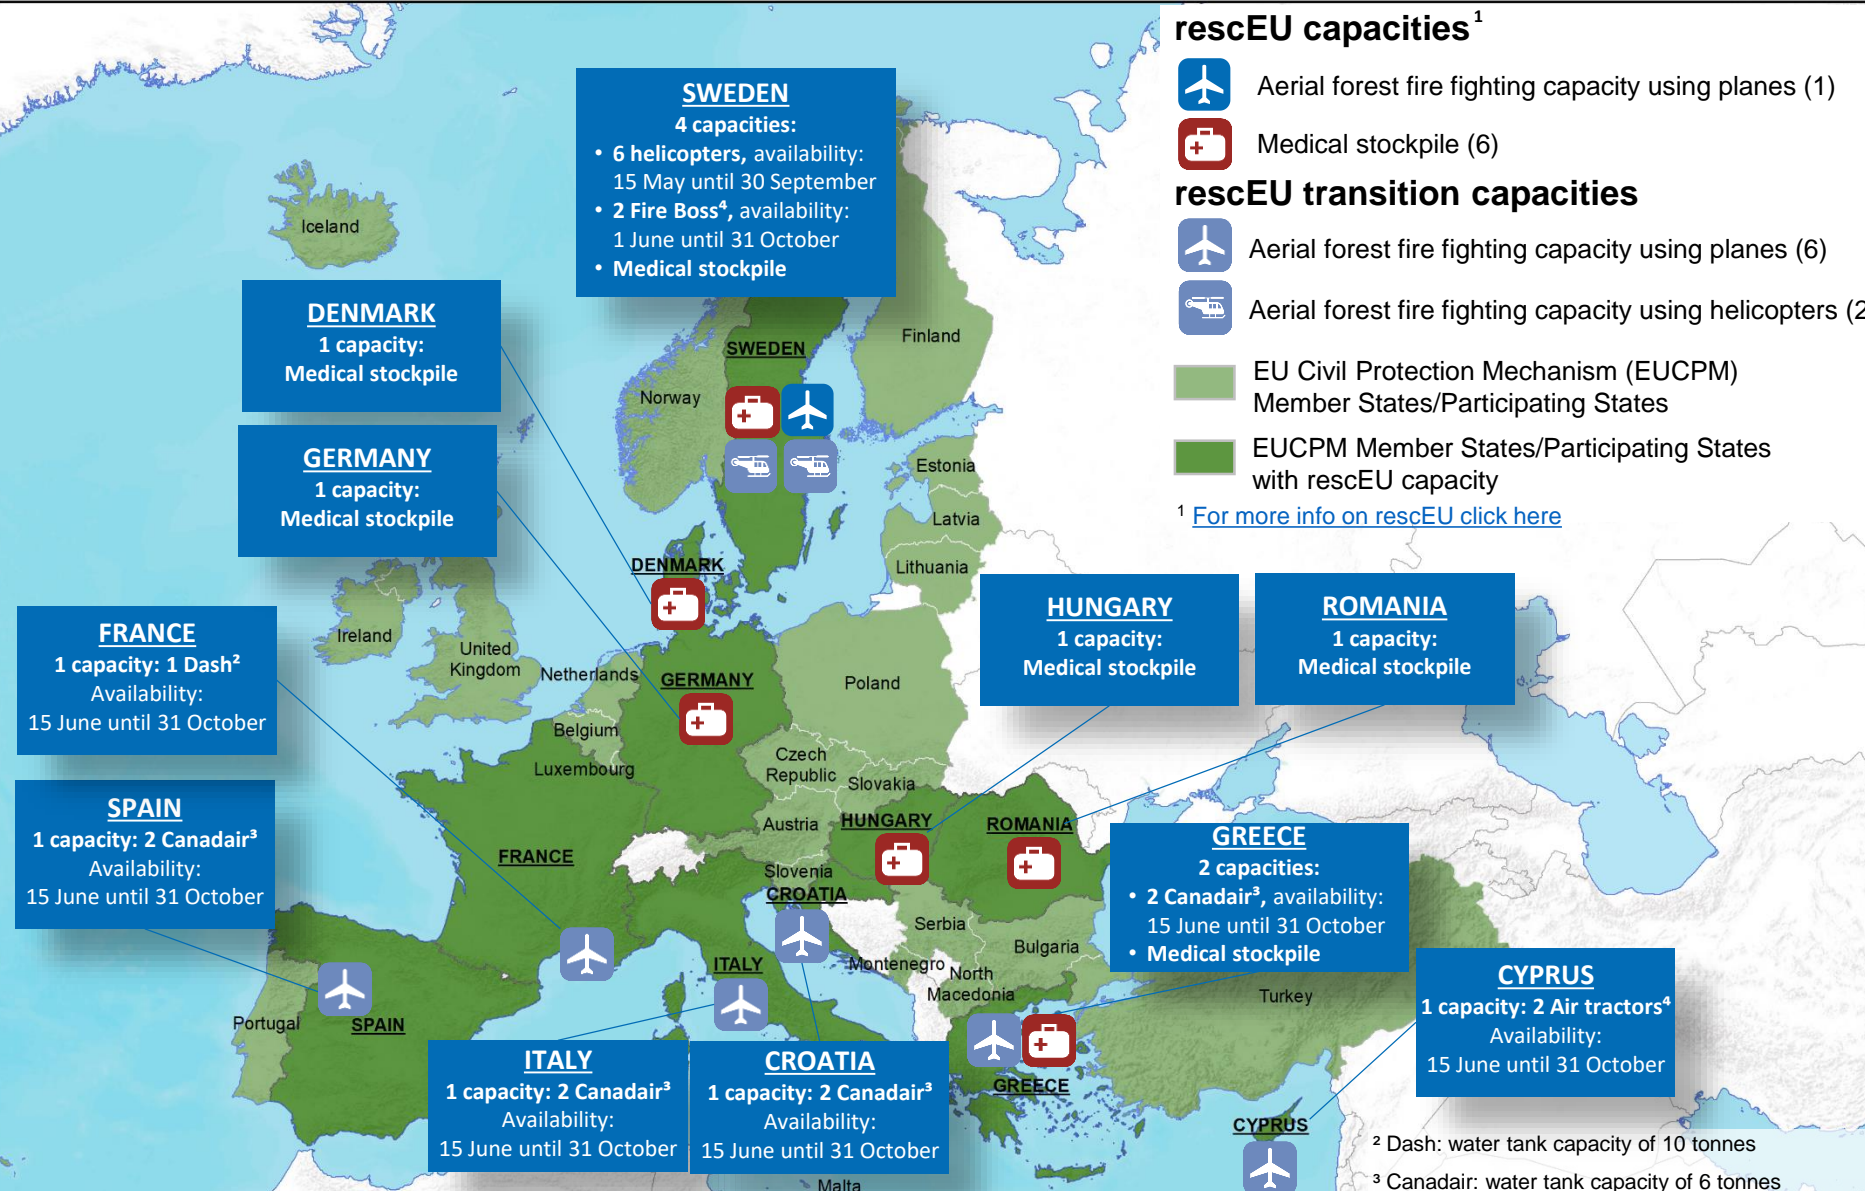 rescEU capacities¹
Aerial forest fire fighting capacity using planes (1)
Medical stockpile (6)
rescEU transition capacities
Aerial forest fire fighting capacity using planes (6)
Aerial forest fire fighting capacity using helicopters (2
EU Civil Protection Mechanism (EUCPM)
Member States/Participating States
EUCPM Member States/Participating States
with rescEU capacity
¹ For more info on rescEU click here
SWEDEN
4 capacities:
• 6 helicopters, availability:
15 May until 30 September
• 2 Fire Boss⁴, availability:
1 June until 31 October
• Medical stockpile
DENMARK
1 capacity:
Medical stockpile
GERMANY
1 capacity:
Medical stockpile
FRANCE
1 capacity: 1 Dash²
Availability:
15 June until 31 October
SPAIN
1 capacity: 2 Canadair³
Availability:
15 June until 31 October
HUNGARY
1 capacity:
Medical stockpile
ROMANIA
1 capacity:
Medical stockpile
GREECE
2 capacities:
• 2 Canadair³, availability:
15 June until 31 October
• Medical stockpile
CYPRUS
1 capacity: 2 Air tractors⁴
Availability:
15 June until 31 October
ITALY
1 capacity: 2 Canadair³
Availability:
15 June until 31 October
CROATIA
1 capacity: 2 Canadair³
Availability:
15 June until 31 October
Iceland
Finland
SWEDEN
Norway
Estonia
Latvia
Lithuania
DENMARK
Ireland
United
Kingdom
Netherlands
GERMANY
Poland
Belgium
Luxembourg
Czech
Republic
Slovakia
Austria
HUNGARY
ROMANIA
FRANCE
Slovenia
CROATIA
Serbia
Bulgaria
Montenegro
North
Macedonia
ITALY
Turkey
Portugal
SPAIN
GREECE
CYPRUS
Malta
² Dash: water tank capacity of 10 tonnes
³ Canadair: water tank capacity of 6 tonnes